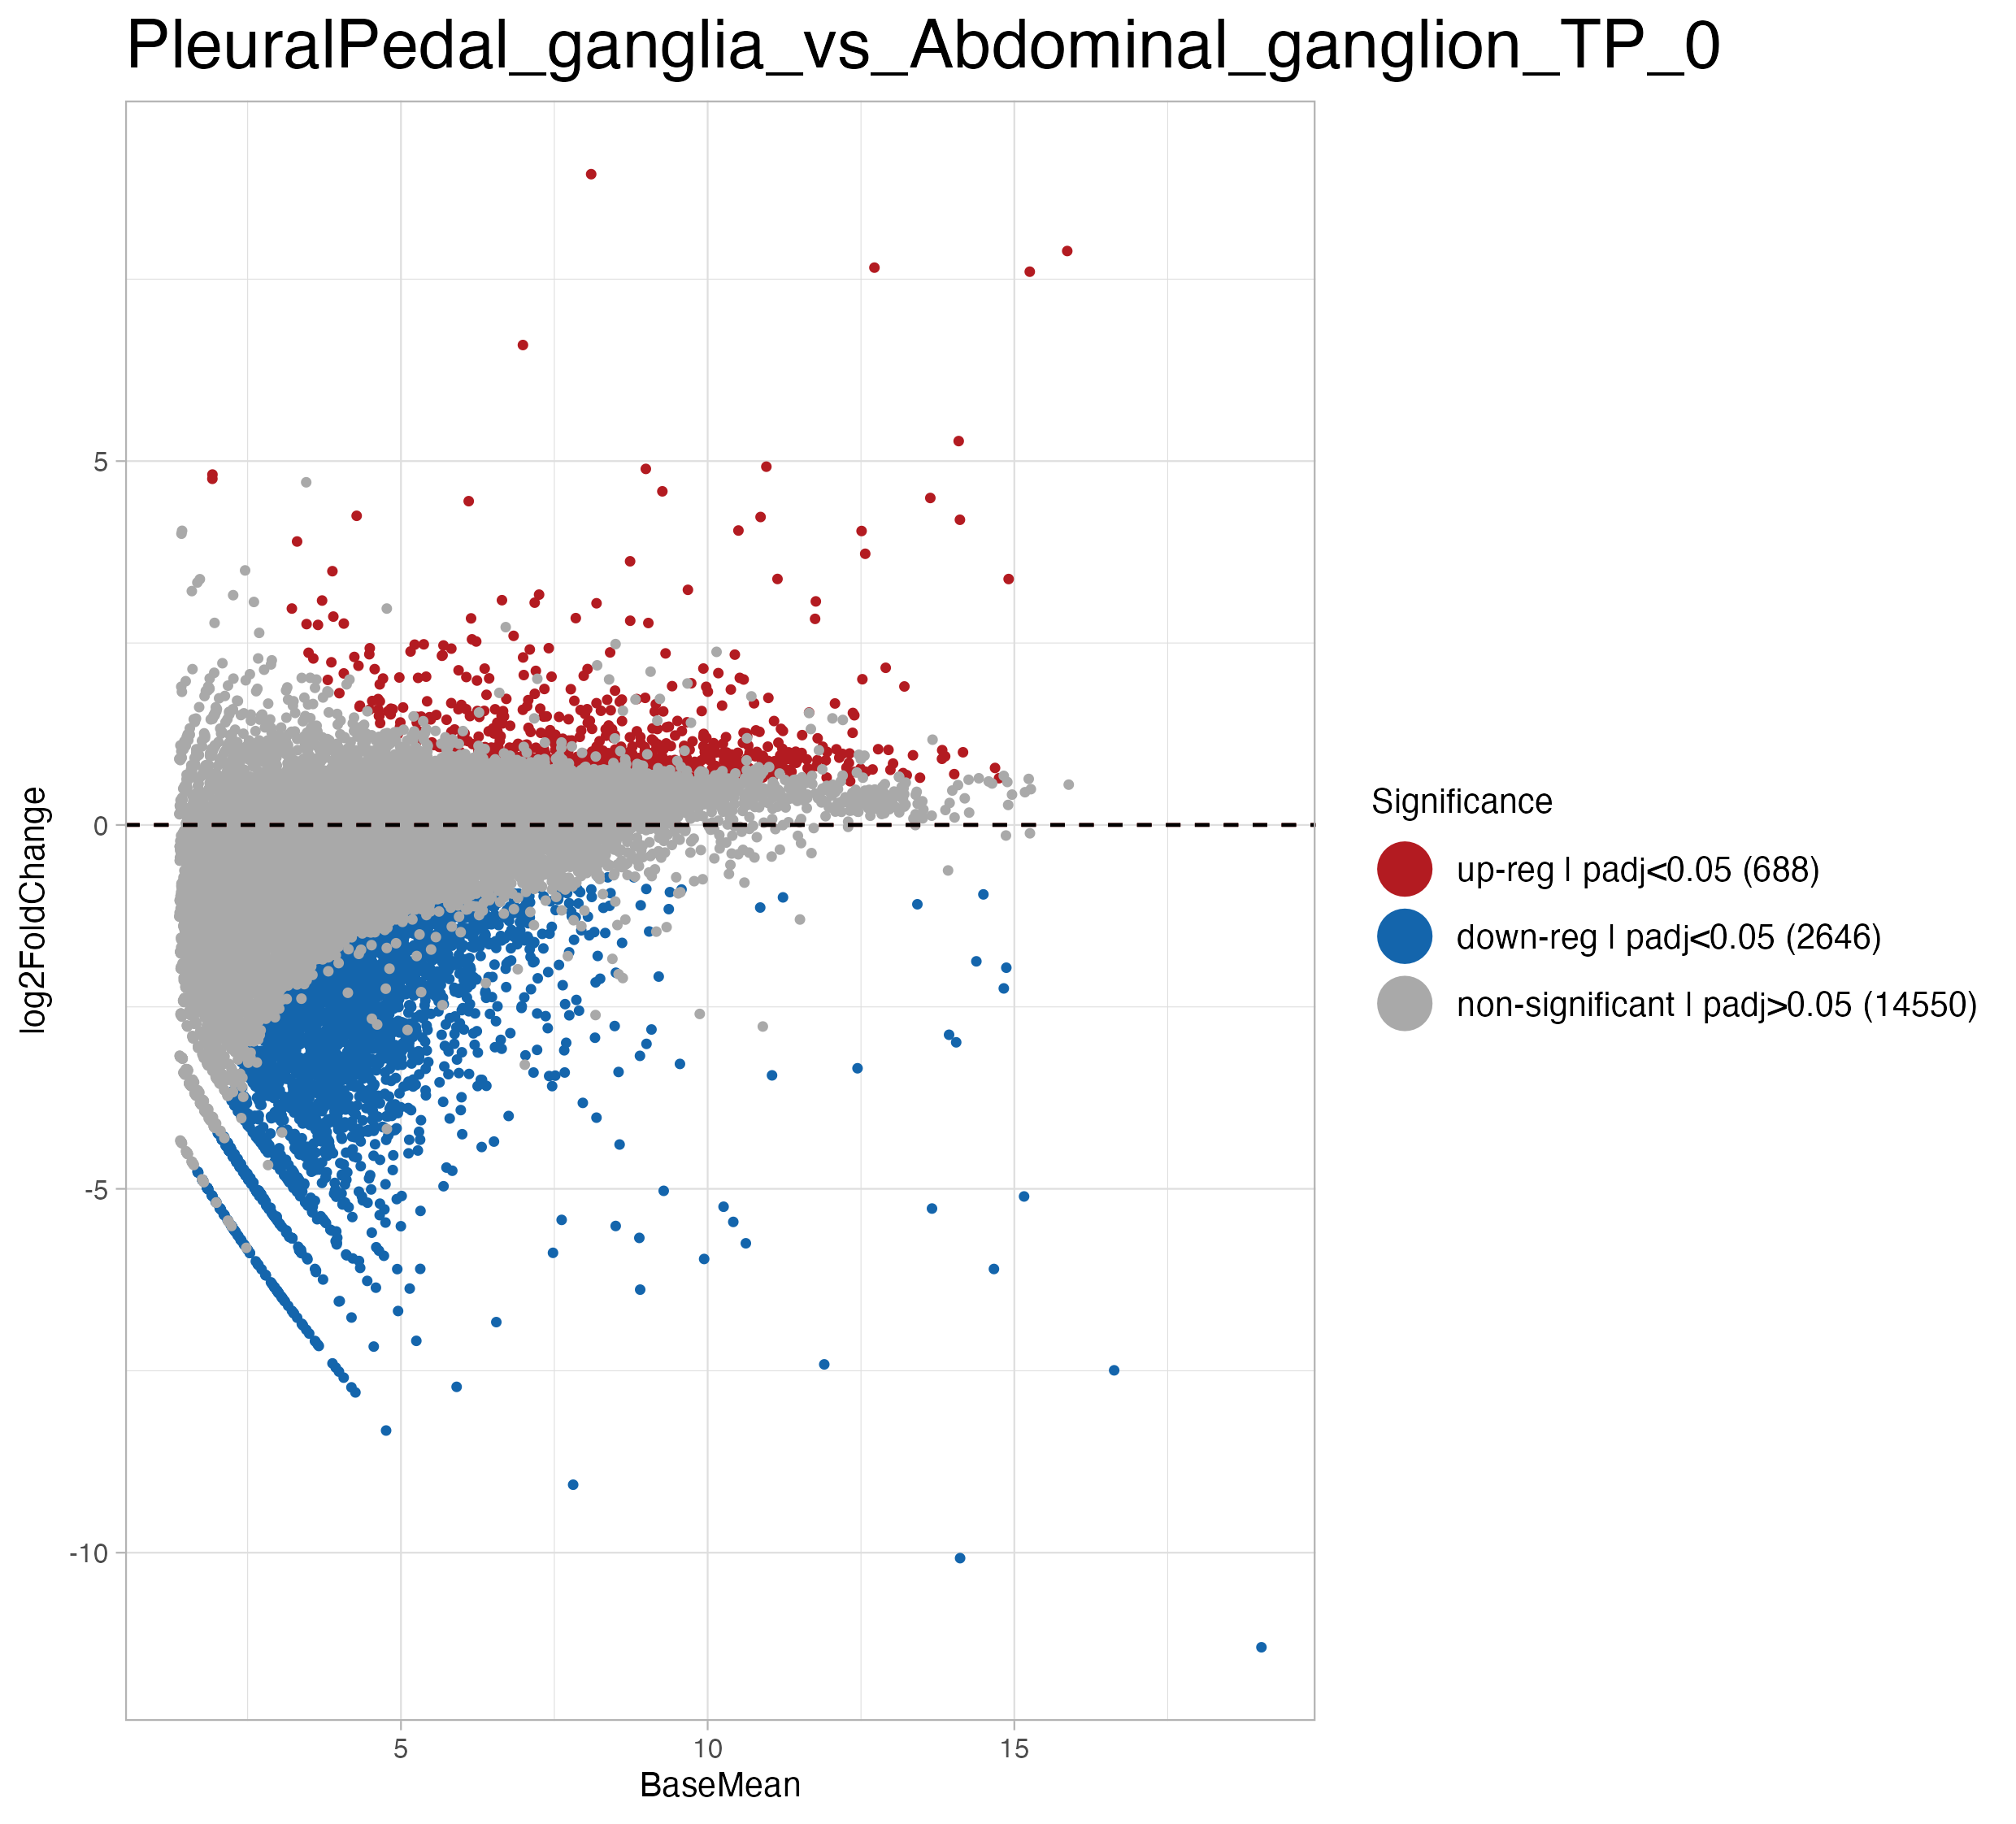 PleuralPedal_ganglia_vs_Abdominal_ganglion_TP_0
log2FoldChange
5
0
-5
-10
5
10
15
BaseMean
Significance
up-reg | padj<0.05 (688)
down-reg | padj<0.05 (2646)
non-significant | padj>0.05 (14550)